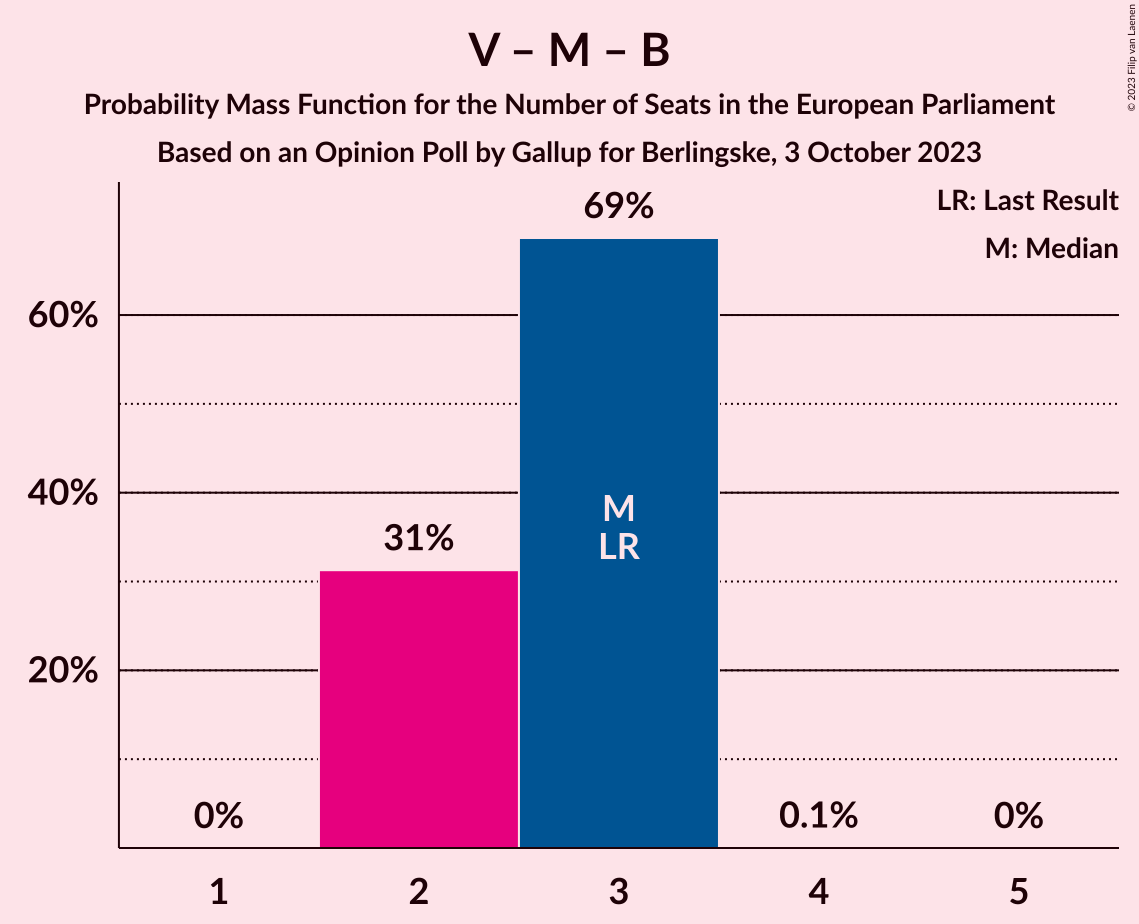 V – M – B
Probability Mass Function for the Number of Seats in the European Parliament
Based on an Opinion Poll by Gallup for Berlingske, 3 October 2023
© 2023 Filip van Laenen
LR: Last Result
M: Median
69%
60%
40%
M
LR
31%
20%
0%
0.1%
0%
1
2
3
4
5